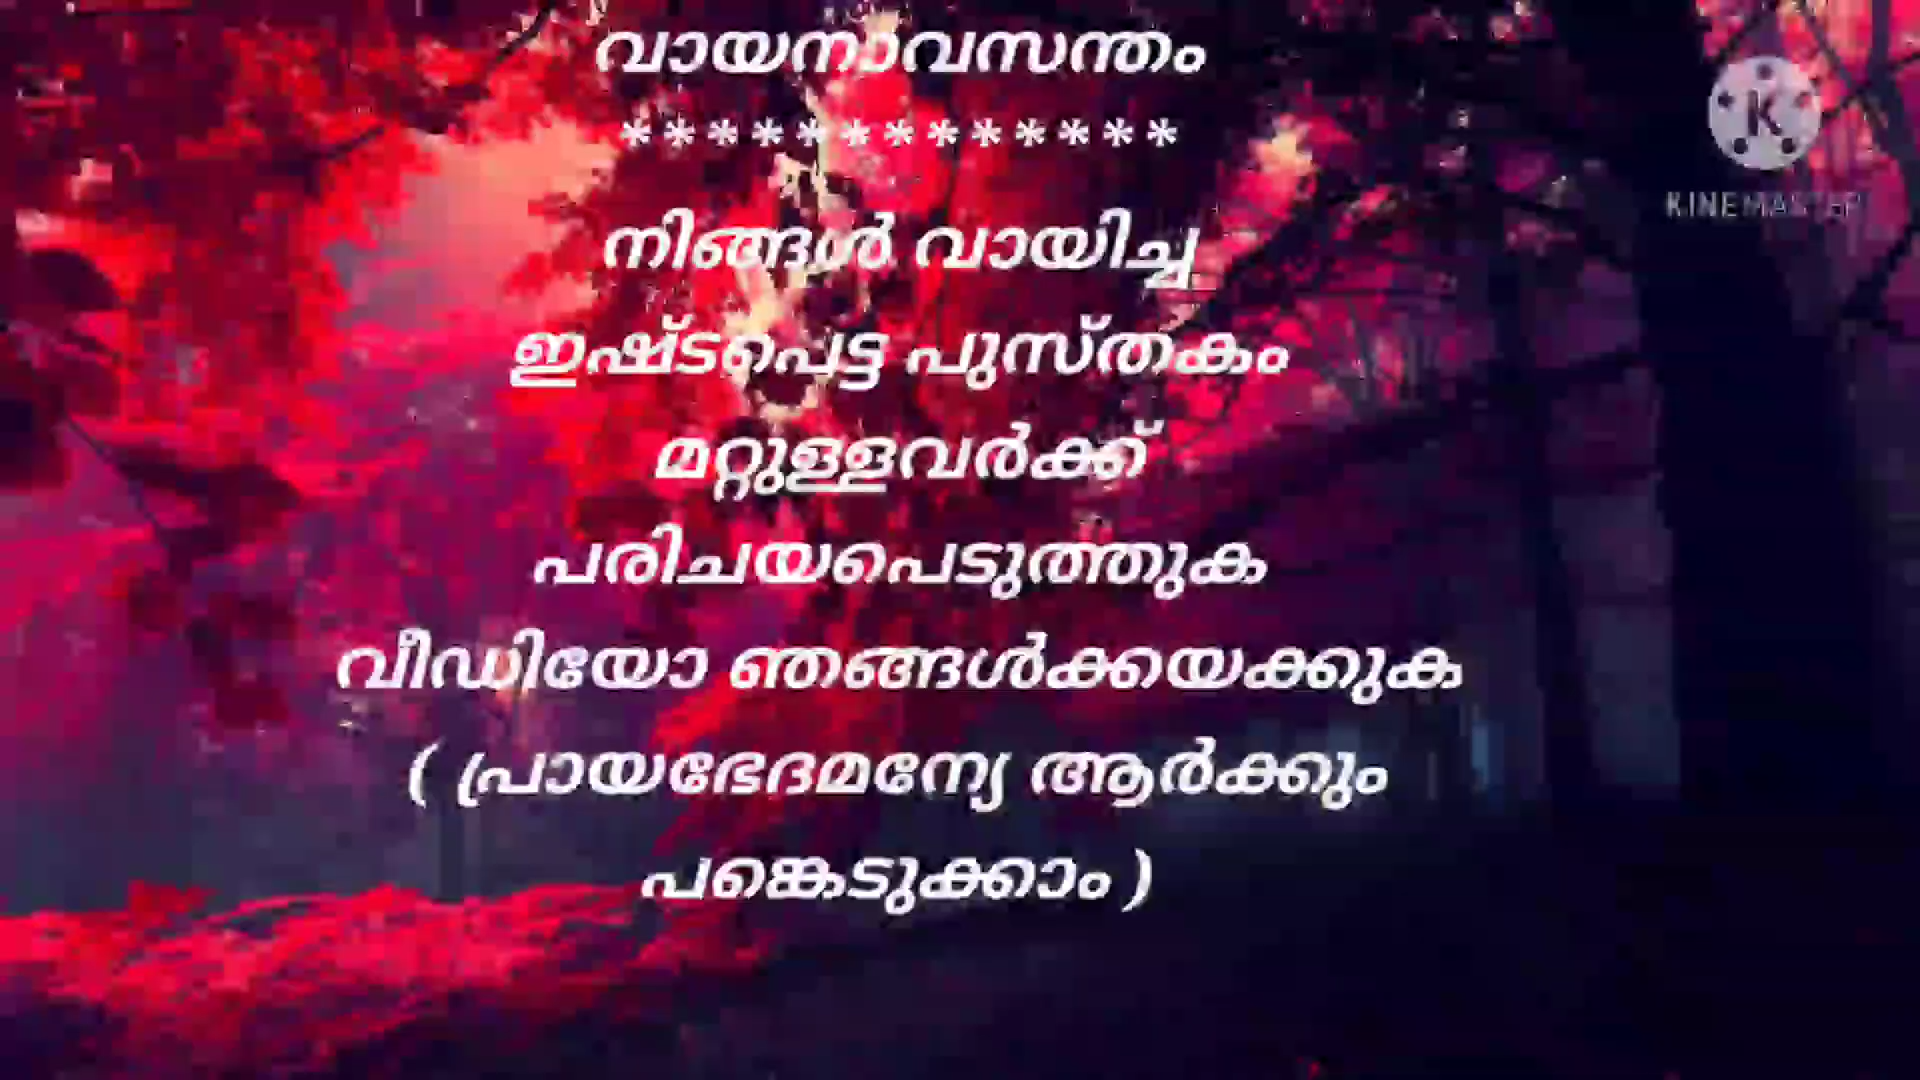 വായനാവസന്തം
*************
നിങ്ങൾ വായിച്ച
ഇഷ്ടപെട്ട പുസ്തകം
മറ്റുള്ളവർക്ക്
പരിചയപെടുത്തുക
വീഡിയോ ഞങ്ങൾക്കയക്കുക
( പ്രായഭേദമന്യേ ആർക്കും
പങ്കെടുക്കാം )
K
KINEMASTER